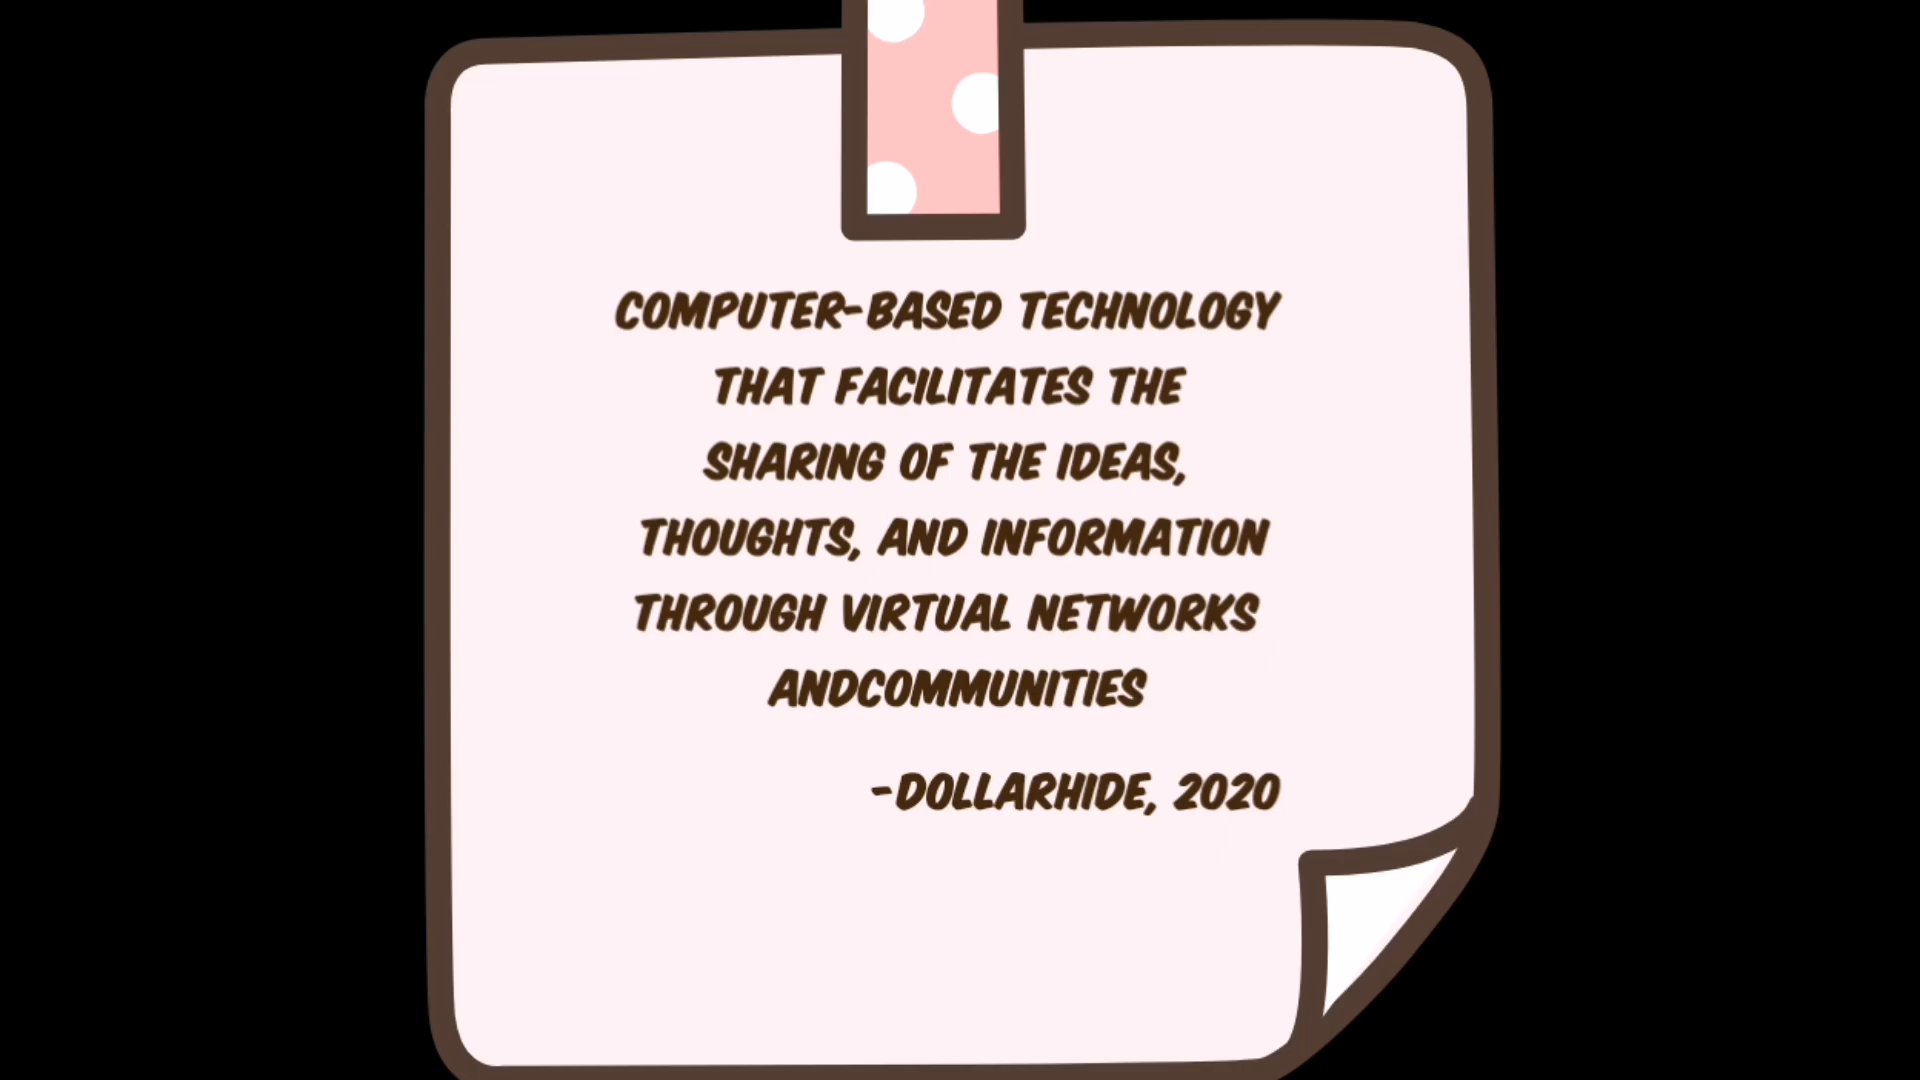 COMPUTER-BASED TECHNOLOGY
THAT FACILITATES THE
SHARING OF THE IDEAS,
THOUGHTS, AND INFORMATION
THROUGH VIRTUAL NETWORKS
ANDCOMMUNITIES
-DOLLARHIDE, 2020